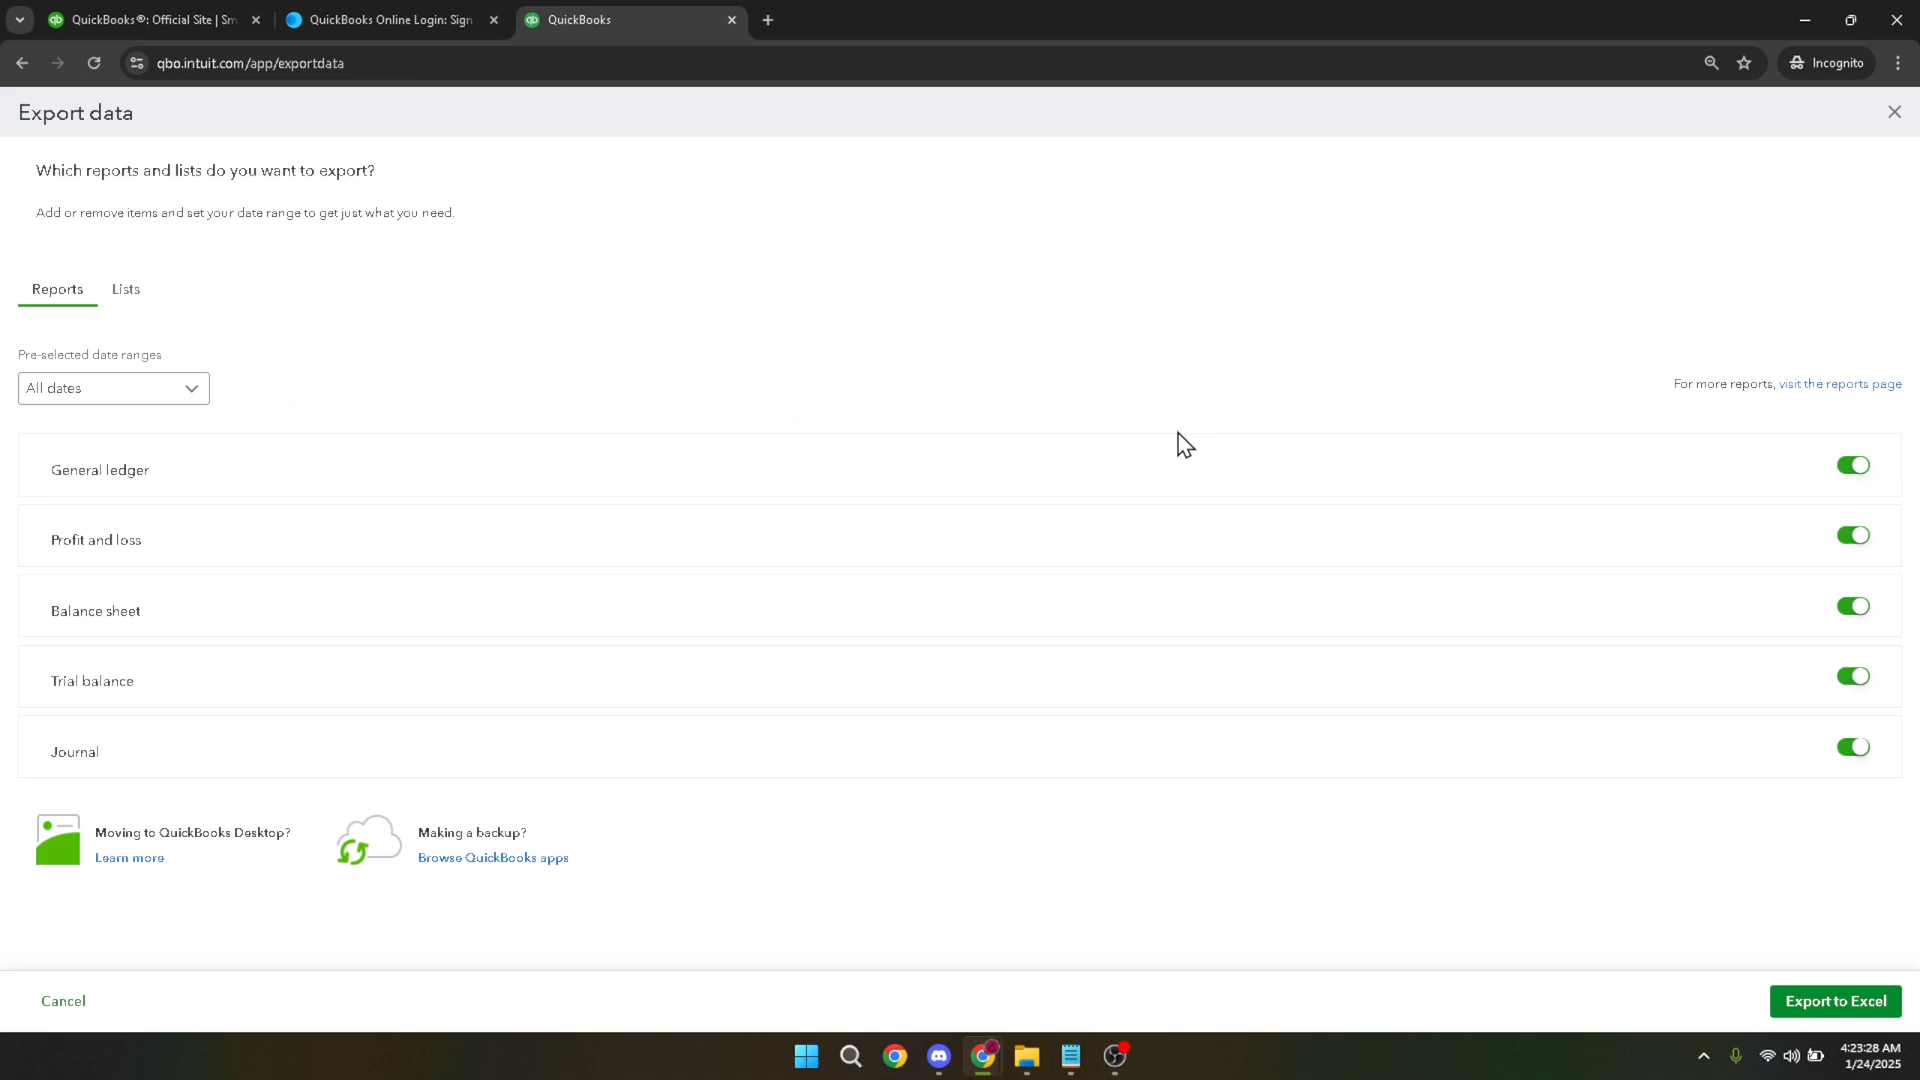 QuickBooks®: Official Site | Sm
QuickBooks Online Login: Sign
QuickBooks
qbo.intuit.com/app/exportdata
Incognito
Export data
Which reports and lists do you want to export?
Add or remove items and set your date range to get just what you need.
Reports
Lists
Pre-selected date ranges
All dates
For more reports, visit the reports page
General ledger
Profit and loss
Balance sheet
Trial balance
Journal
Moving to QuickBooks Desktop?
Learn more
Making a backup?
Browse QuickBooks apps
Cancel
Export to Excel
4:23:28 AM
1/24/2025